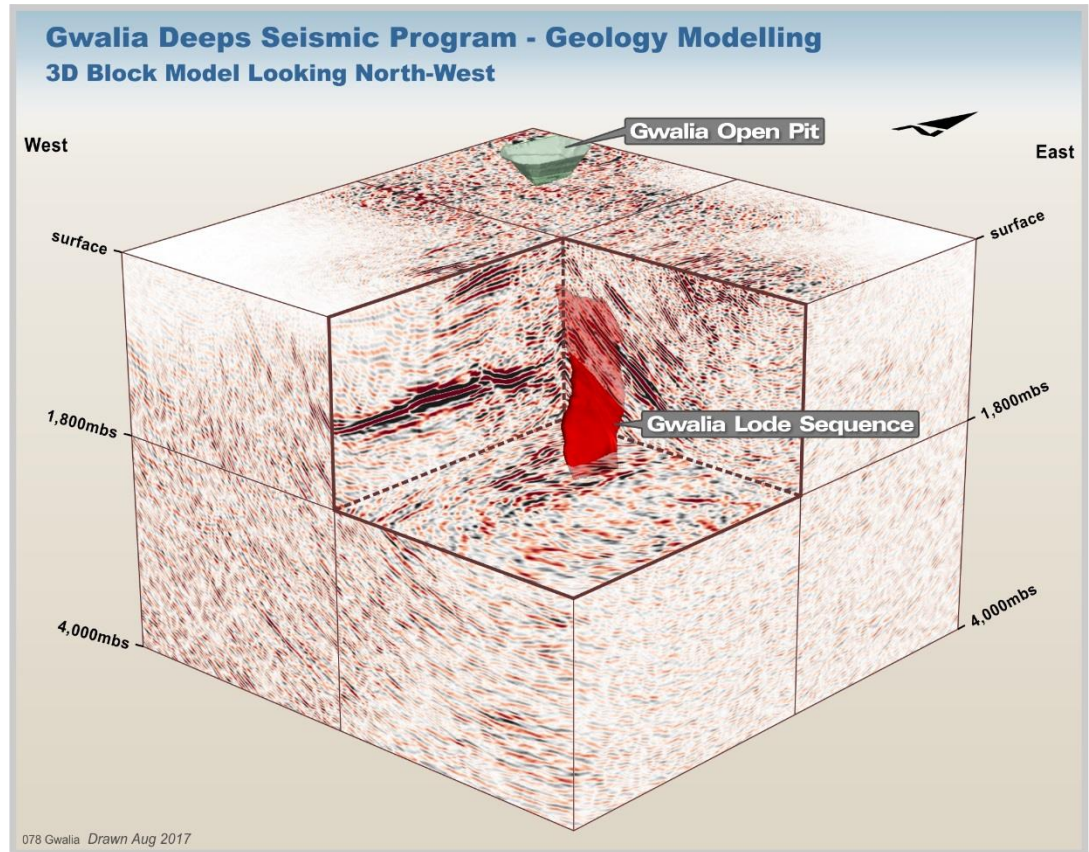 Gwalia Deeps Seismic Program - Geology Modelling
3D Block Model Looking North-West
Gwalia Open Pit
West
East
surface
surface
1,800mbs
1,800mbs
Gwalia Lode Sequence
4,000mbs
4,000mbs
078 Gwalia Drawn Aug 2017